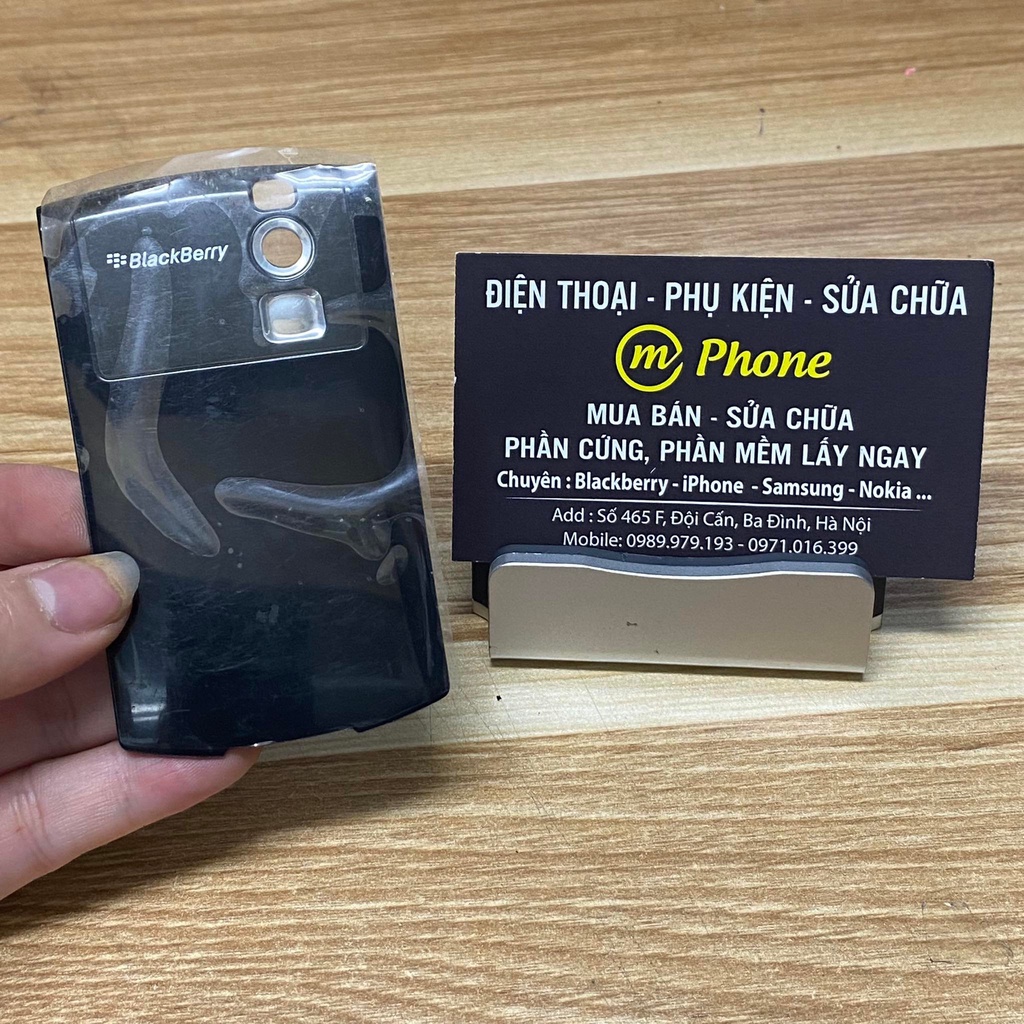 BlackBerry
ĐIỆN THOẠI - PHỤ KIỆN - SỬA CHỮA
m Phone
MUA BÁN - SỬA CHỮA
PHẦN CỨNG, PHẦN MỀM LẤY NGAY
Chuyên : Blackberry - iPhone - Samsung - Nokia ...
Add : Số 465 F, Đội Cấn, Ba Đình, Hà Nội
Mobile: 0989.979.193 - 0971.016.399